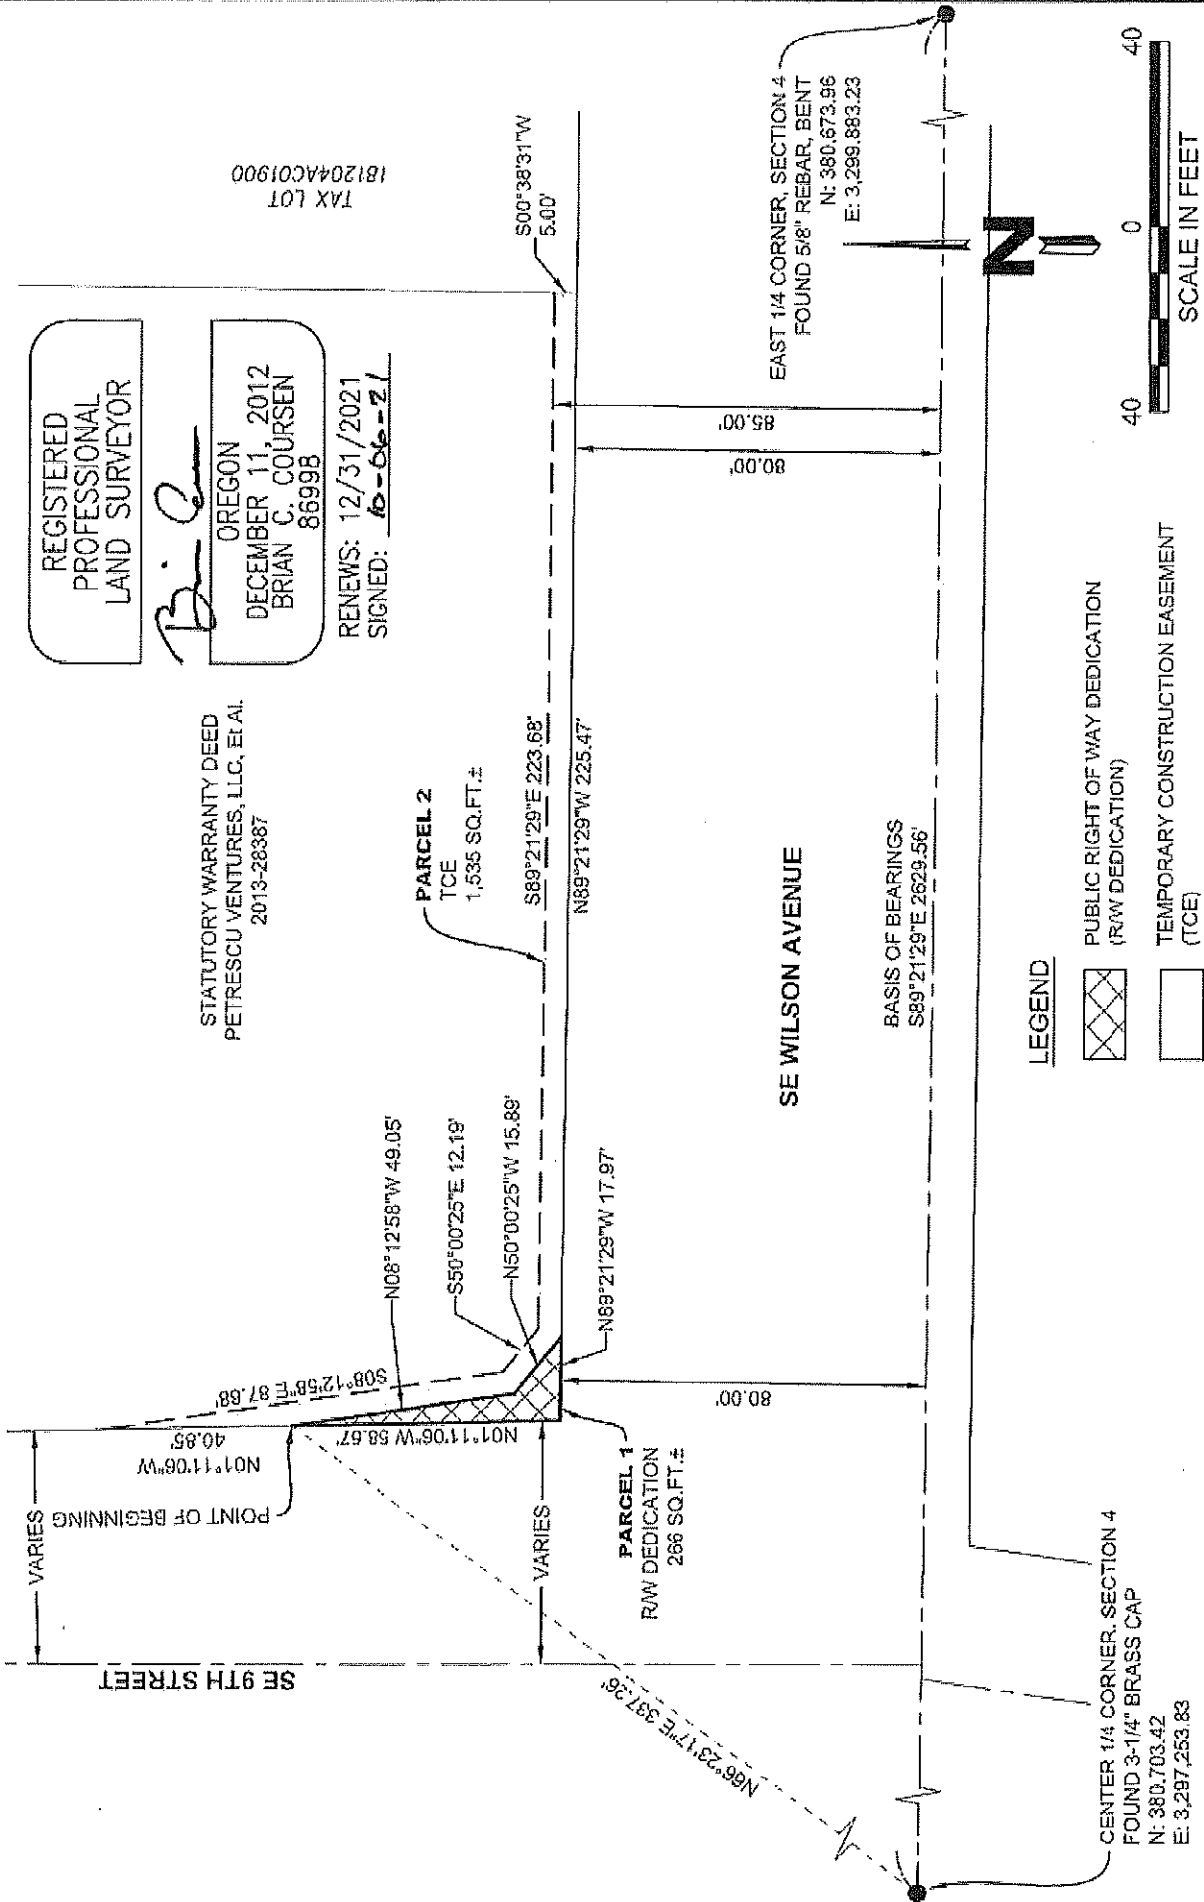 REGISTERED
PROFESSIONAL
LAND SURVEYOR
OREGON
DECEMBER 11, 2012
BRIAN C. COURSEN
86998
RENEWS: 12/31/2021
SIGNED: 10-06-21
STATUTORY WARRANTY DEED
PETRESCU VENTURES, LLC, Et Al.
2013-28387
TAX LOT
181204AC01900
VARIES
POINT OF BEGINNING
N01°11'06"W
40.85'
S08°12'58"E 87.68'
N01°11'06"W 58.67'
N08°12'58"W 49.05'
S50°00'25"E 12.19'
N50°00'25"W 15.89'
N89°21'29"W 17.97'
PARCEL 2
TCE
1,535 SQ.FT.±
S89°21'29"E 223.68'
N89°21'29"W 225.47'
S00°38'31"W
5.00'
SE 9TH STREET
VARIES
PARCEL 1
R/W DEDICATION
266 SQ.FT.±
80.00'
80.00'
85.00'
N66°23'17"E 337.26'
SE WILSON AVENUE
BASIS OF BEARINGS
S89°21'29"E 2629.56'
EAST 1/4 CORNER, SECTION 4
FOUND 5/8" REBAR, BENT
N: 380,673.96
E: 3,299,883.23
CENTER 1/4 CORNER, SECTION 4
FOUND 3-1/4" BRASS CAP
N: 380,703.42
E: 3,297,253.83
LEGEND
PUBLIC RIGHT OF WAY DEDICATION
(R/W DEDICATION)
TEMPORARY CONSTRUCTION EASEMENT
(TCE)
N
40 0 40
SCALE IN FEET